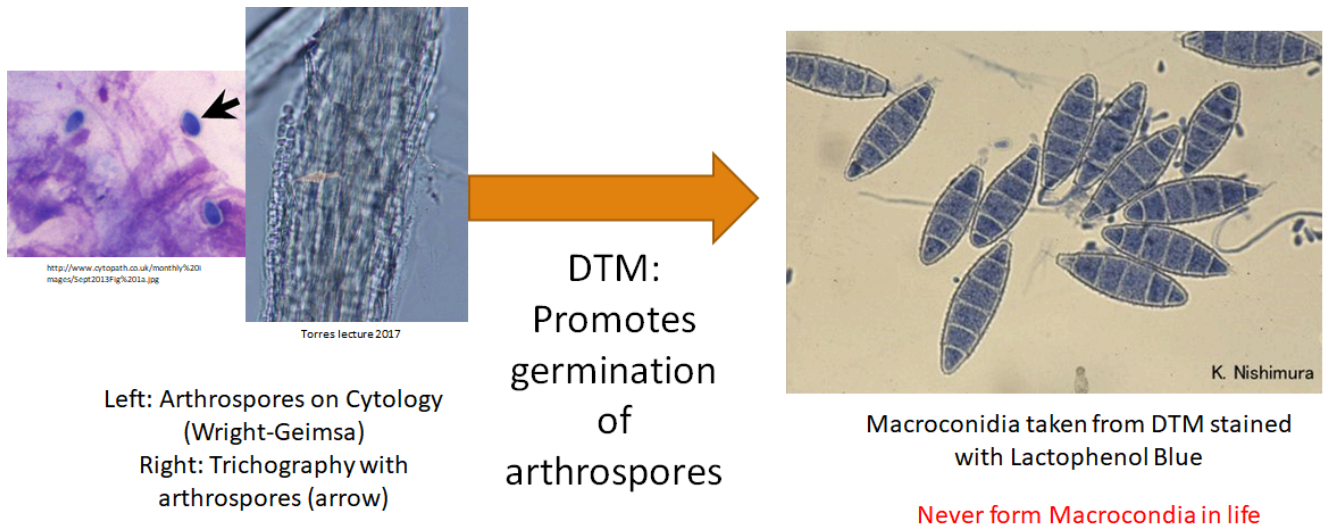 http://www.cytopath.co.uk/monthly%20i
mages/Sept2013Fig%201a.jpg
Torres lecture 2017
Left: Arthrospores on Cytology
(Wright-Geimsa)
Right: Trichography with
arthrospores (arrow)
DTM:
Promotes
germination
of
arthrospores
K. Nishimura
Macroconidia taken from DTM stained
with Lactophenol Blue
Never form Macrocondia in life